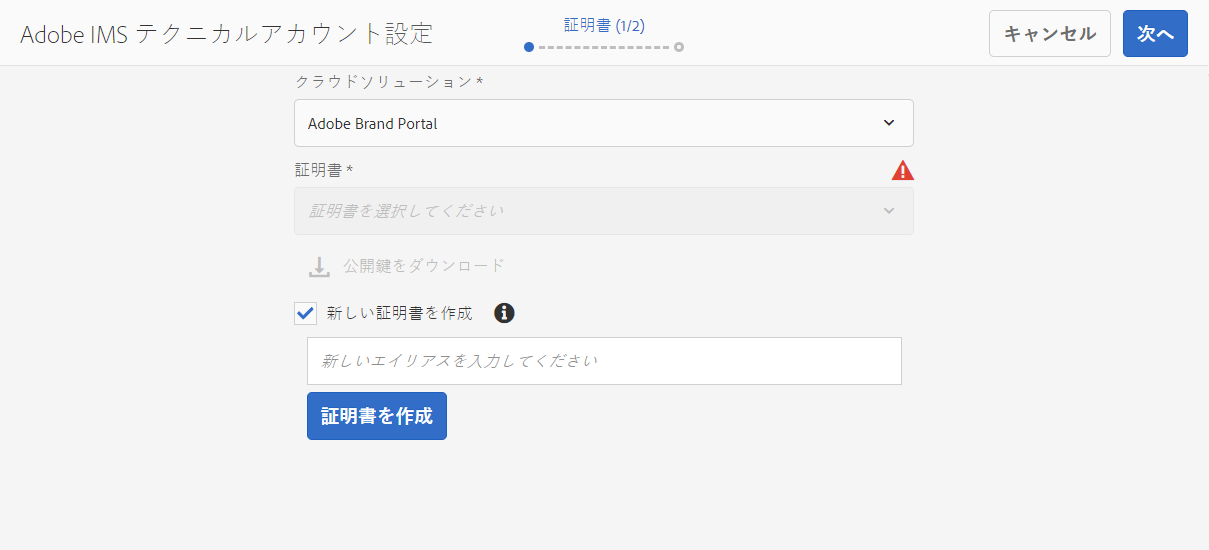 Adobe IMS テクニカルアカウント設定
証明書 (1/2)
キャンセル
次へ
クラウドソリューション *
Adobe Brand Portal
証明書 *
証明書を選択してください
公開鍵をダウンロード
新しい証明書を作成
新しいエイリアスを入力してください
証明書を作成